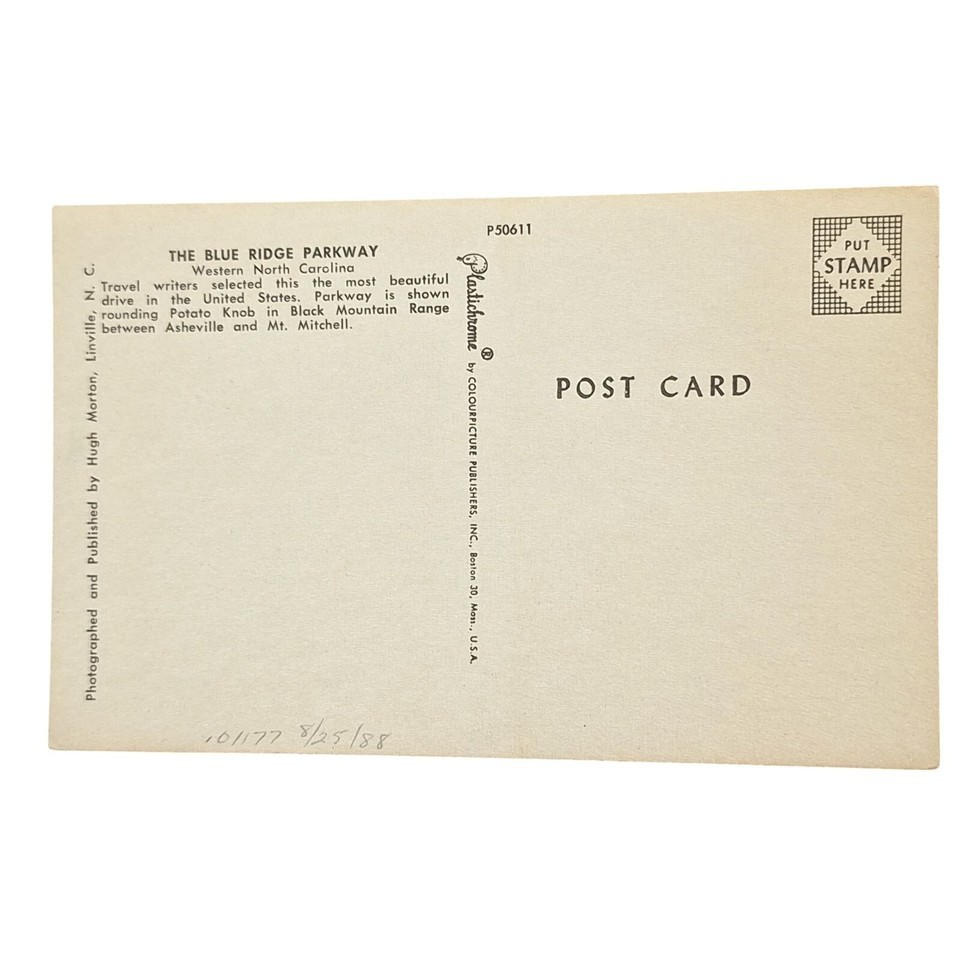 P50611
THE BLUE RIDGE PARKWAY
Western North Carolina
Travel writers selected this the most beautiful
drive in the United States. Parkway is shown
rounding Potato Knob in Black Mountain Range
between Asheville and Mt. Mitchell.
Photographed and Published by Hugh Morton, Linville, N. C.
Plastichrome ® by COLOURPICTURE PUBLISHERS, INC., Boston 30, Mass., U.S.A.
PUT
STAMP
HERE
POST CARD
101177 8/25/88